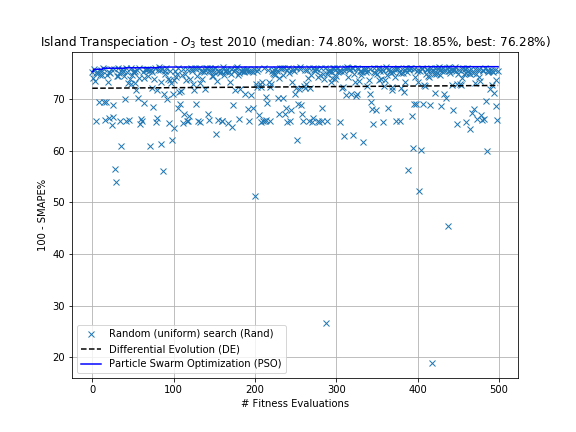 Island Transpeciation - O3 test 2010 (median: 74.80%, worst: 18.85%, best: 76.28%)
100 - SMAPE%
70
60
50
40
30
20
Random (uniform) search (Rand)
Differential Evolution (DE)
Particle Swarm Optimization (PSO)
0 100 200 300 400 500
# Fitness Evaluations